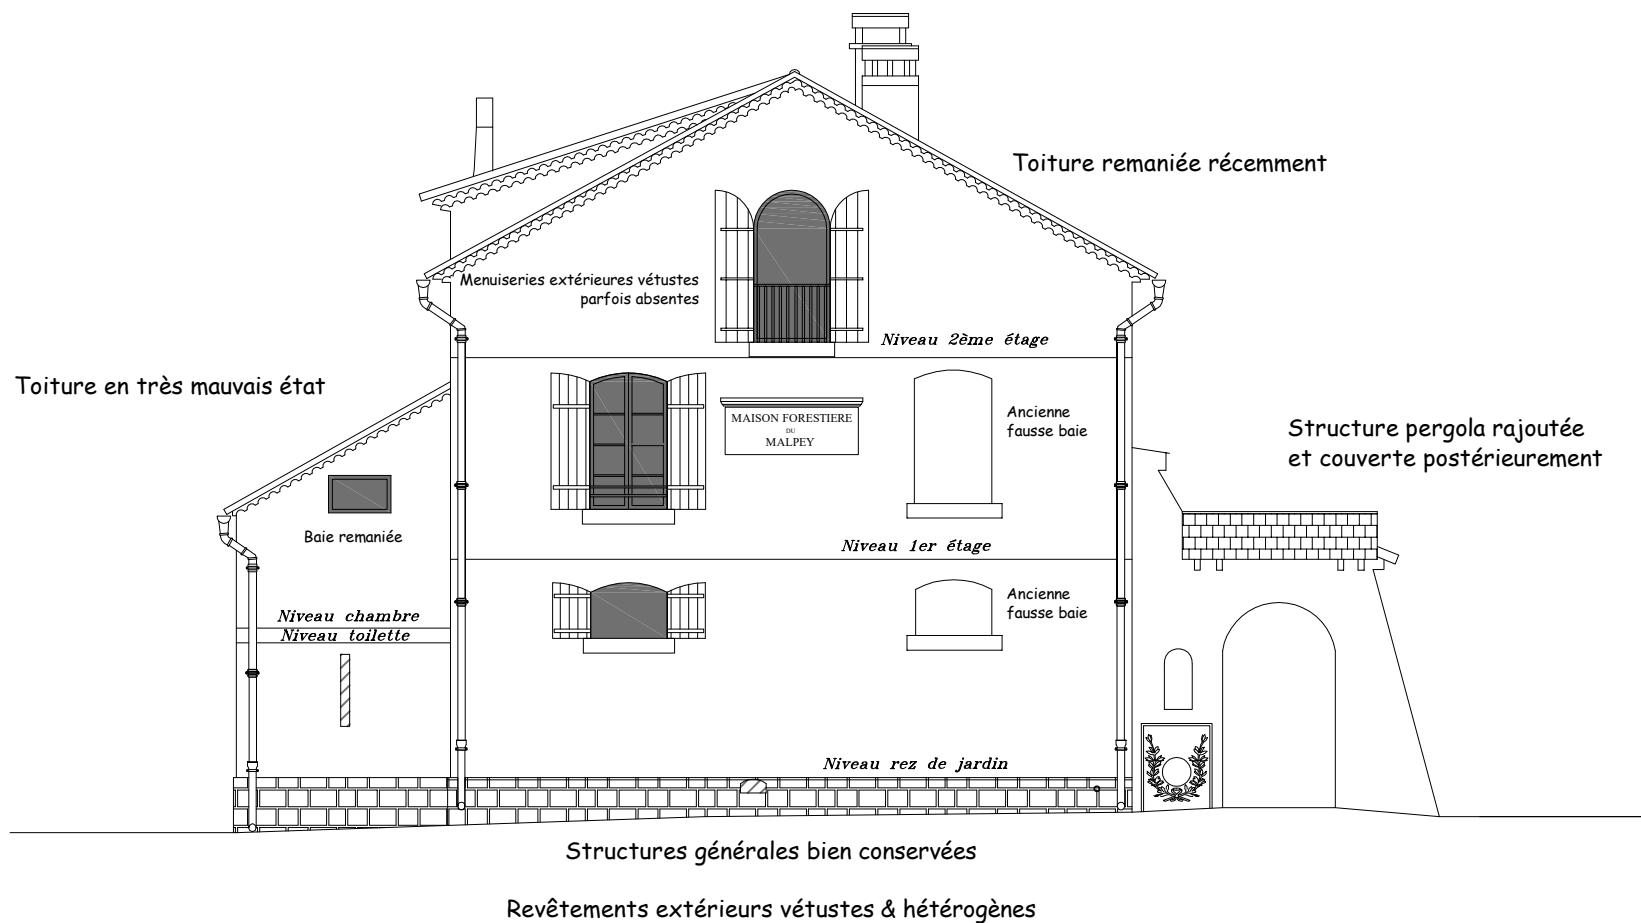 Toiture remaniée récemment
Menuiseries extérieures vétustes
parfois absentes
Niveau 2ème étage
Toiture en très mauvais état
MAISON FORESTIERE
DU
MALPEY
Ancienne
fausse baie
Structure pergola rajoutée
et couverte postérieurement
Baie remaniée
Niveau 1er étage
Ancienne
fausse baie
Niveau chambre
Niveau toilette
Niveau rez de jardin
Structures générales bien conservées
Revêtements extérieurs vétustes & hétérogènes